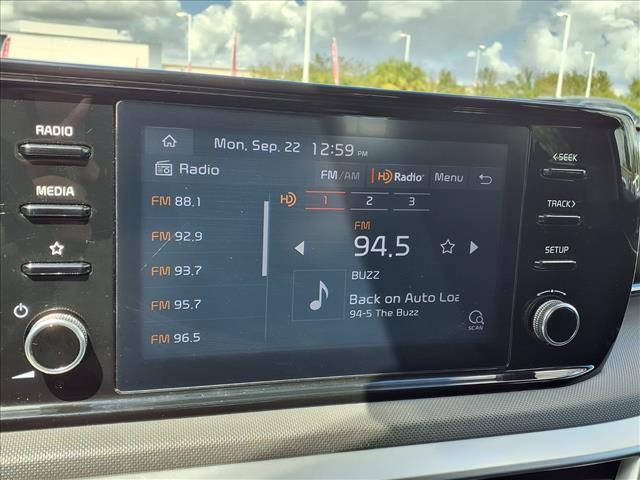 RADIO
MEDIA
Mon, Sep. 22 12:59 PM
Radio
FM/AM HD Radio Menu
FM 88.1
FM 92.9
FM 93.7
FM 95.7
FM 96.5
HD 1 2 3
FM
94.5
BUZZ
Back on Auto Loa
94-5 The Buzz
SCAN
<SEEK
TRACK>
SETUP